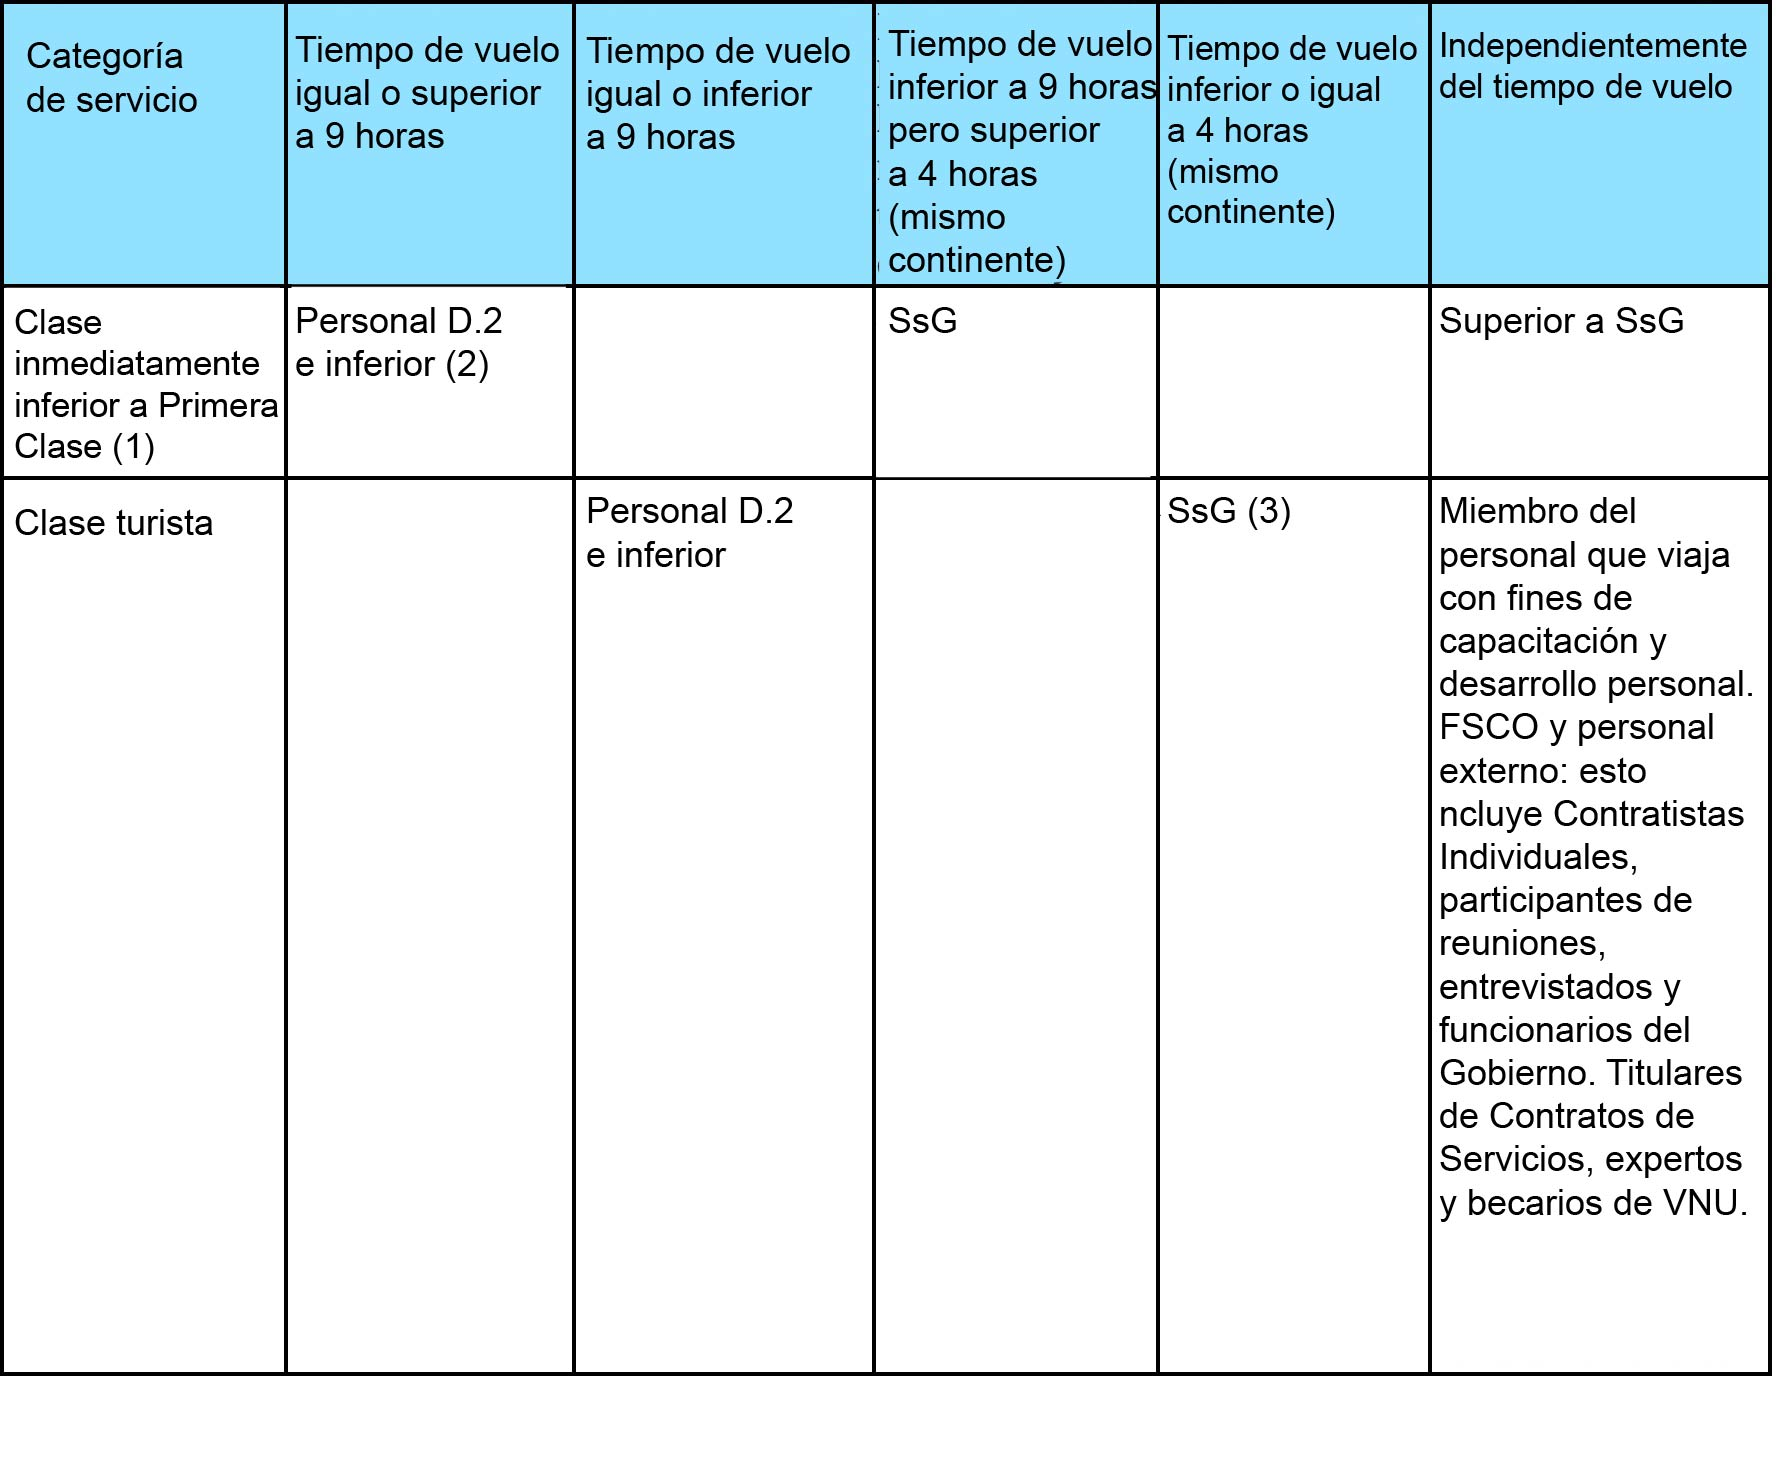 Categoría
de servicio
Tiempo de vuelo
igual o superior
a 9 horas
Tiempo de vuelo
igual o inferior
a 9 horas
Tiempo de vuelo
inferior a 9 horas
pero superior
a 4 horas
(mismo
continente)
Tiempo de vuelo
inferior o igual
a 4 horas
(mismo
continente)
Independientemente
del tiempo de vuelo
Clase
inmediatamente
inferior a Primera
Clase (1)
Personal D.2
e inferior (2)
SsG
Superior a SsG
Clase turista
Personal D.2
e inferior
SsG (3)
Miembro del
personal que viaja
con fines de
capacitación y
desarrollo personal.
FSCO y personal
externo: esto
ncluye Contratistas
Individuales,
participantes de
reuniones,
entrevistados y
funcionarios del
Gobierno. Titulares
de Contratos de
Servicios, expertos
y becarios de VNU.